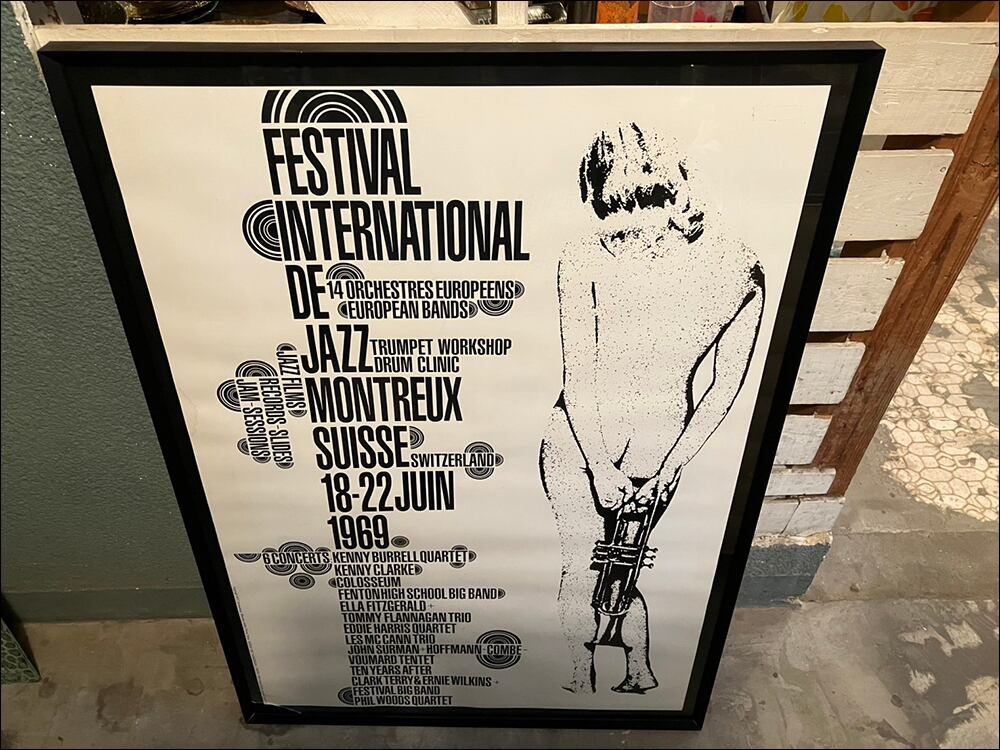 FESTIVAL
INTERNATIONAL
DE
14 ORCHESTRES EUROPEENS
EUROPEAN BANDS
JAZZ
TRUMPET WORKSHOP
DRUM CLINIC
JAZZ FILMS
RECORDS-SLIDES
JAM-SESSIONS
MONTREUX
SUISSE
SWITZERLAND
18-22 JUIN
1969
6 CONCERTS KENNY BURRELL QUARTET
KENNY CLARKE
COLOSSEUM
FENTON HIGH SCHOOL BIG BAND
ELLA FITZGERALD +
TOMMY FLANNAGAN TRIO
EDDIE HARRIS QUARTET
LES MC CANN TRIO
JOHN SURMAN + HOFFMANN-COMBE-
VOUMARD TENTET
TEN YEARS AFTER
CLARK TERRY & ERNIE WILKINS +
FESTIVAL BIG BAND
PHIL WOODS QUARTET